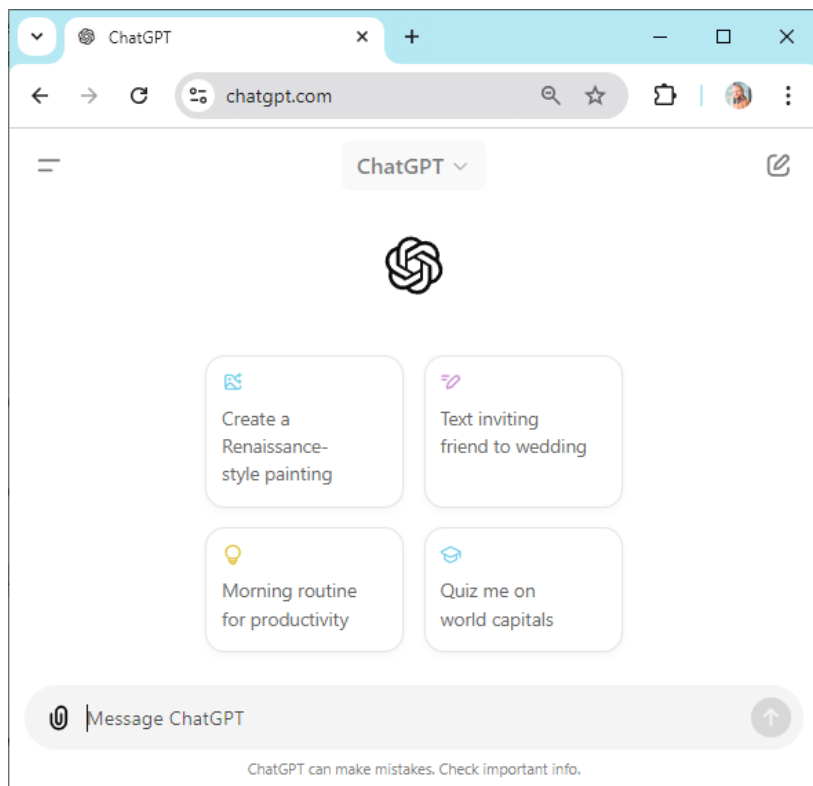 ChatGPT
chatgpt.com
ChatGPT
Create a
Renaissance-
style painting
Text inviting
friend to wedding
Morning routine
for productivity
Quiz me on
world capitals
Message ChatGPT
ChatGPT can make mistakes. Check important info.